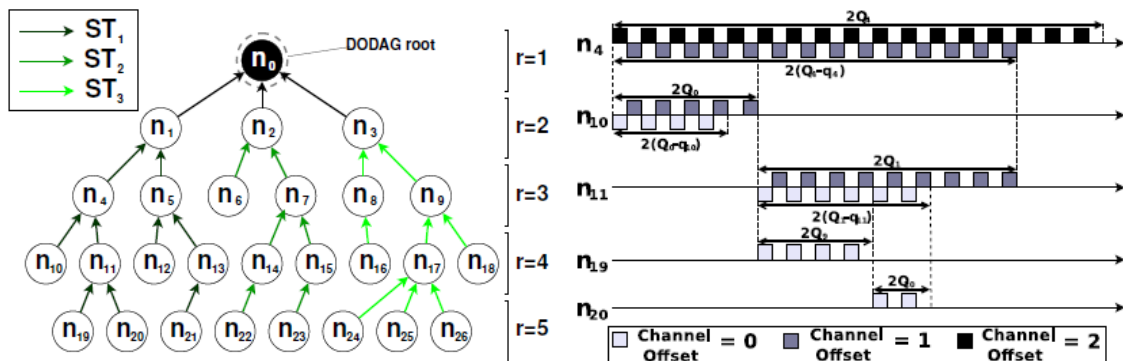 ST1
ST2
ST3
DODAG root
n0
r=1
n1 n2 n3
r=2
n4 n5 n6 n7 n8 n9
r=3
n10 n11 n12 n13 n14 n15 n16 n17 n18
r=4
n19 n20 n21 n22 n23 n24 n25 n26
r=5
2Q4
n4
2(Q4-q4)
2Q0
n10
2(Q0-q10)
2Q1
n11
2(Q1-q11)
n19
2Q0
n20
Channel Offset = 0
Channel Offset = 1
Channel Offset = 2